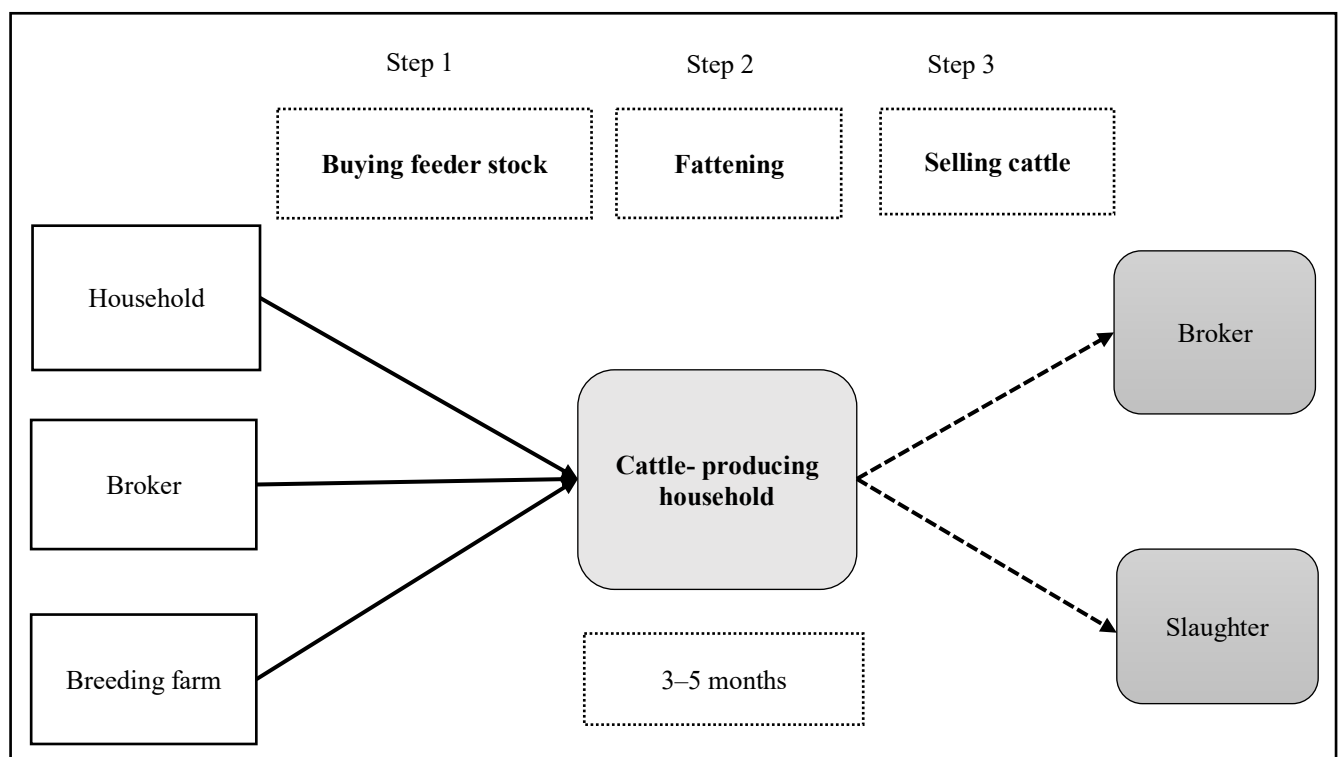 Step 1
Step 2
Step 3
Buying feeder stock
Fattening
Selling cattle
Household
Broker
Breeding farm
Cattle- producing
household
3–5 months
Broker
Slaughter